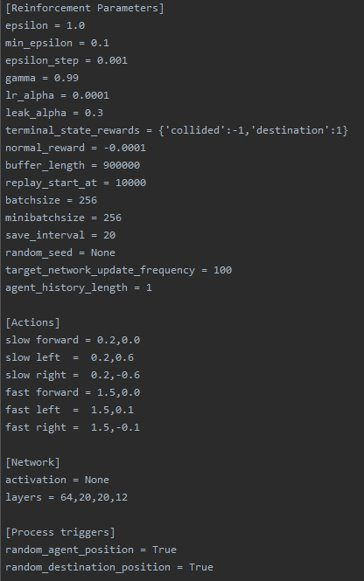 [Reinforcement Parameters]
epsilon = 1.0
min_epsilon = 0.1
epsilon_step = 0.001
gamma = 0.99
lr_alpha = 0.0001
leak_alpha = 0.3
terminal_state_rewards = {'collided':-1,'destination':1}
normal_reward = -0.0001
buffer_length = 900000
replay_start_at = 10000
batchsize = 256
minibatchsize = 256
save_interval = 20
random_seed = None
target_network_update_frequency = 100
agent_history_length = 1

[Actions]
slow forward = 0.2,0.0
slow left  =  0.2,0.6
slow right  =  0.2,-0.6
fast forward = 1.5,0.0
fast left  =  1.5,0.1
fast right  =  1.5,-0.1

[Network]
activation = None
layers = 64,20,20,12

[Process triggers]
random_agent_position = True
random_destination_position = True